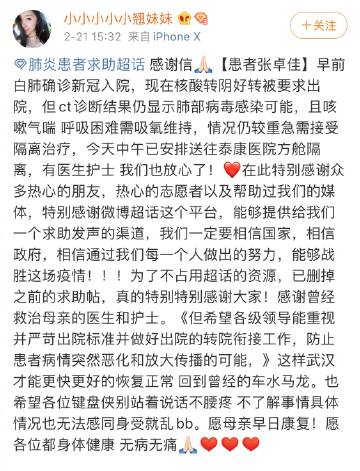 小小小小小翘妹妹
2-21 15:32 来自 iPhone X
求关注
肺炎患者求助超话 感谢信🙏🏻【患者张卓佳】早前
白肺确诊新冠入院，现在核酸转阴好转被要求出
院，但ct诊断结果仍显示肺部病毒感染可能，且咳
嗽气喘 呼吸困难需吸氧维持，情况仍较重急需接受
隔离治疗，今天中午已安排送往泰康医院方舱隔
离，有医生护士 我们也放心了！❤️在此特别感谢众
多热心的朋友，热心的志愿者以及帮助过我们的媒
体，特别感谢微博超话这个平台，能够提供给我们
一个求助发声的渠道，我们一定要相信国家，相信
政府，相信通过我们每一个人做出的努力，能够战
胜这场疫情！！！为了不占用超话的资源，已删掉
之前的求助帖，真的特别特别感谢大家！感谢曾经
救治母亲的医生和护士。《但希望各级领导能重视
并严苛出院标准并做好出院的转院衔接工作，防止
患者病情突然恶化和放大传播的可能，》这样武汉
才能更快更好的恢复正常 回到曾经的车水马龙。也
希望各位键盘侠别站着说话不腰疼 不了解事情具体
情况也无法感同身受就乱bb。愿母亲早日康复！愿
各位都身体健康 无病无痛🙏🏻❤️❤️❤️